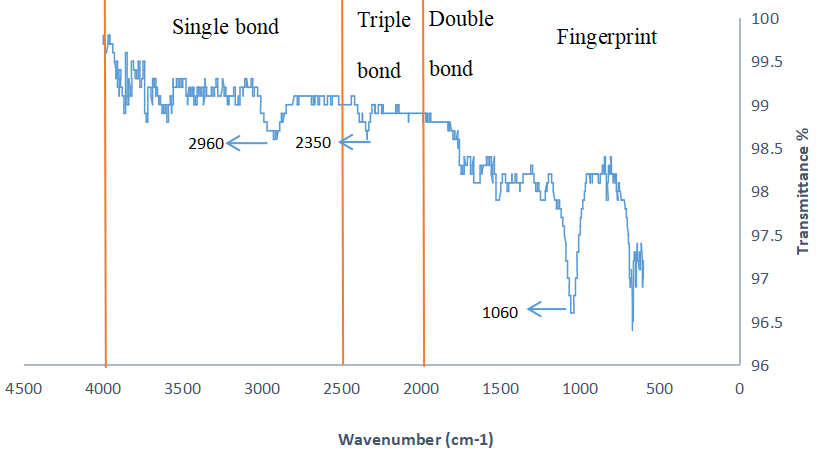 Single bond
Triple
bond
Double
bond
Fingerprint
2960
2350
1060
100
99.5
99
98.5
98
97.5
97
96.5
96
Transmittance %
4500 4000 3500 3000 2500 2000 1500 1000 500 0
Wavenumber (cm-1)